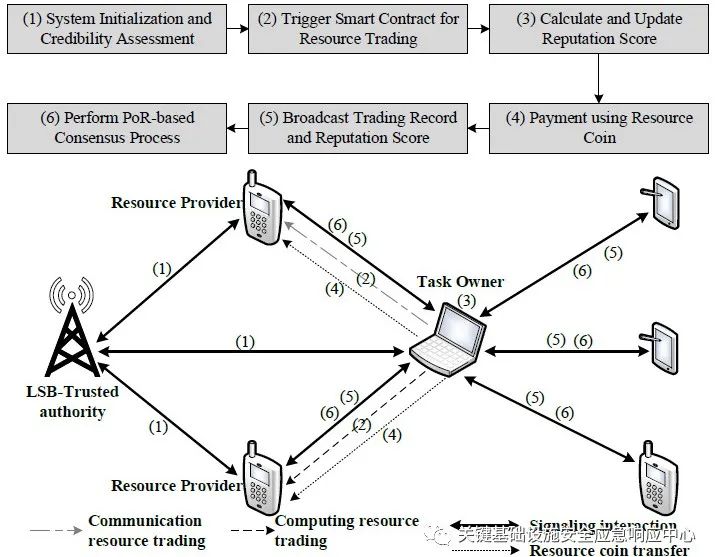 (1) System Initialization and
Credibility Assessment
(2) Trigger Smart Contract for
Resource Trading
(3) Calculate and Update
Reputation Score
(6) Perform PoR-based
Consensus Process
(5) Broadcast Trading Record
and Reputation Score
(4) Payment using Resource
Coin
Resource Provider
(6)
(5)
(5)
(6)
(1)
(2)
(4)
Task Owner
(3)
(1)
(5) (6)
LSB-Trusted
authority
(5)
(6)
(2)
(4)
(5)
(6)
(1)
Resource Provider
Communication
resource trading
Computing resource
trading
Signaling interaction
关键基础设施安全应急响应中心
Resource coin transfer